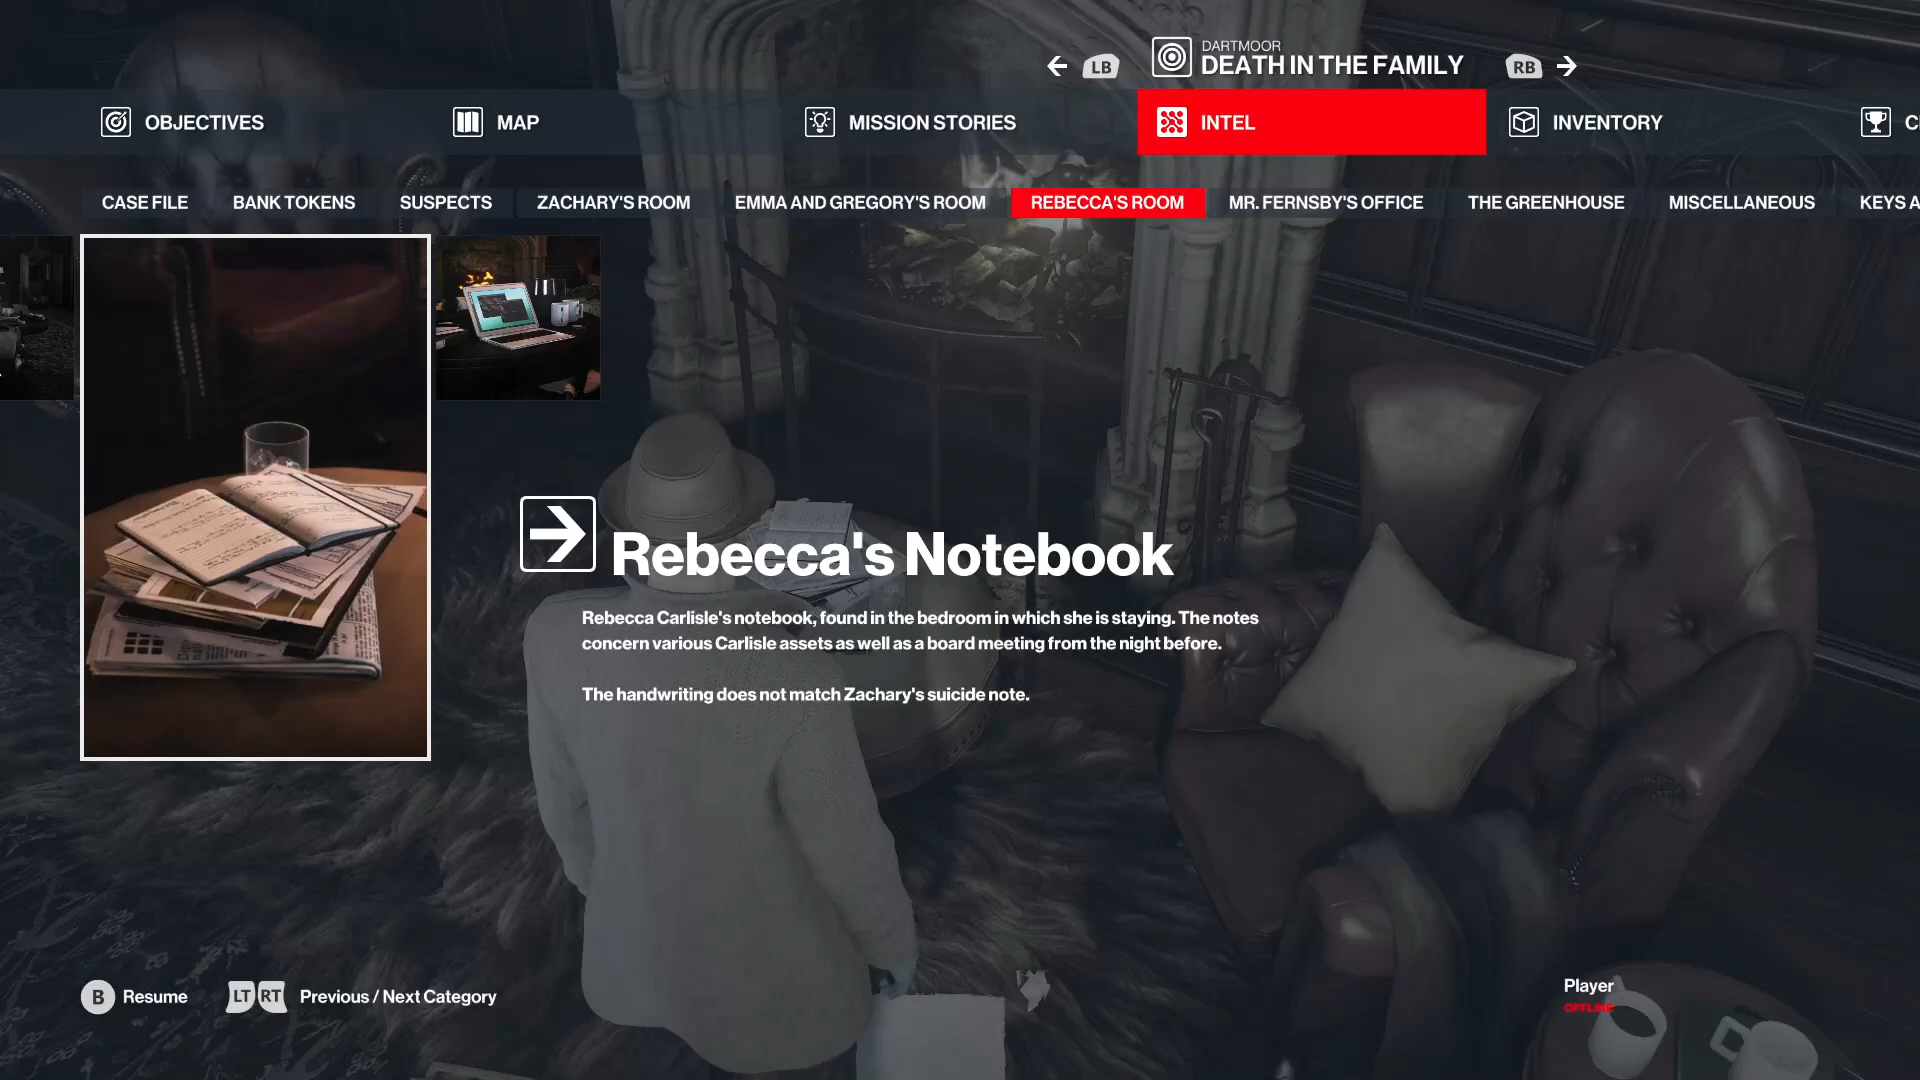 DARTMOOR
LB DEATH IN THE FAMILY RB
OBJECTIVES MAP MISSION STORIES INTEL INVENTORY
CASE FILE BANK TOKENS SUSPECTS ZACHARY'S ROOM EMMA AND GREGORY'S ROOM REBECCA'S ROOM MR. FERNSBY'S OFFICE THE GREENHOUSE MISCELLANEOUS KEYS A
Rebecca's Notebook
Rebecca Carlisle's notebook, found in the bedroom in which she is staying. The notes
concern various Carlisle assets as well as a board meeting from the night before.
The handwriting does not match Zachary's suicide note.
B Resume LT RT Previous / Next Category
Player
OFFLINE